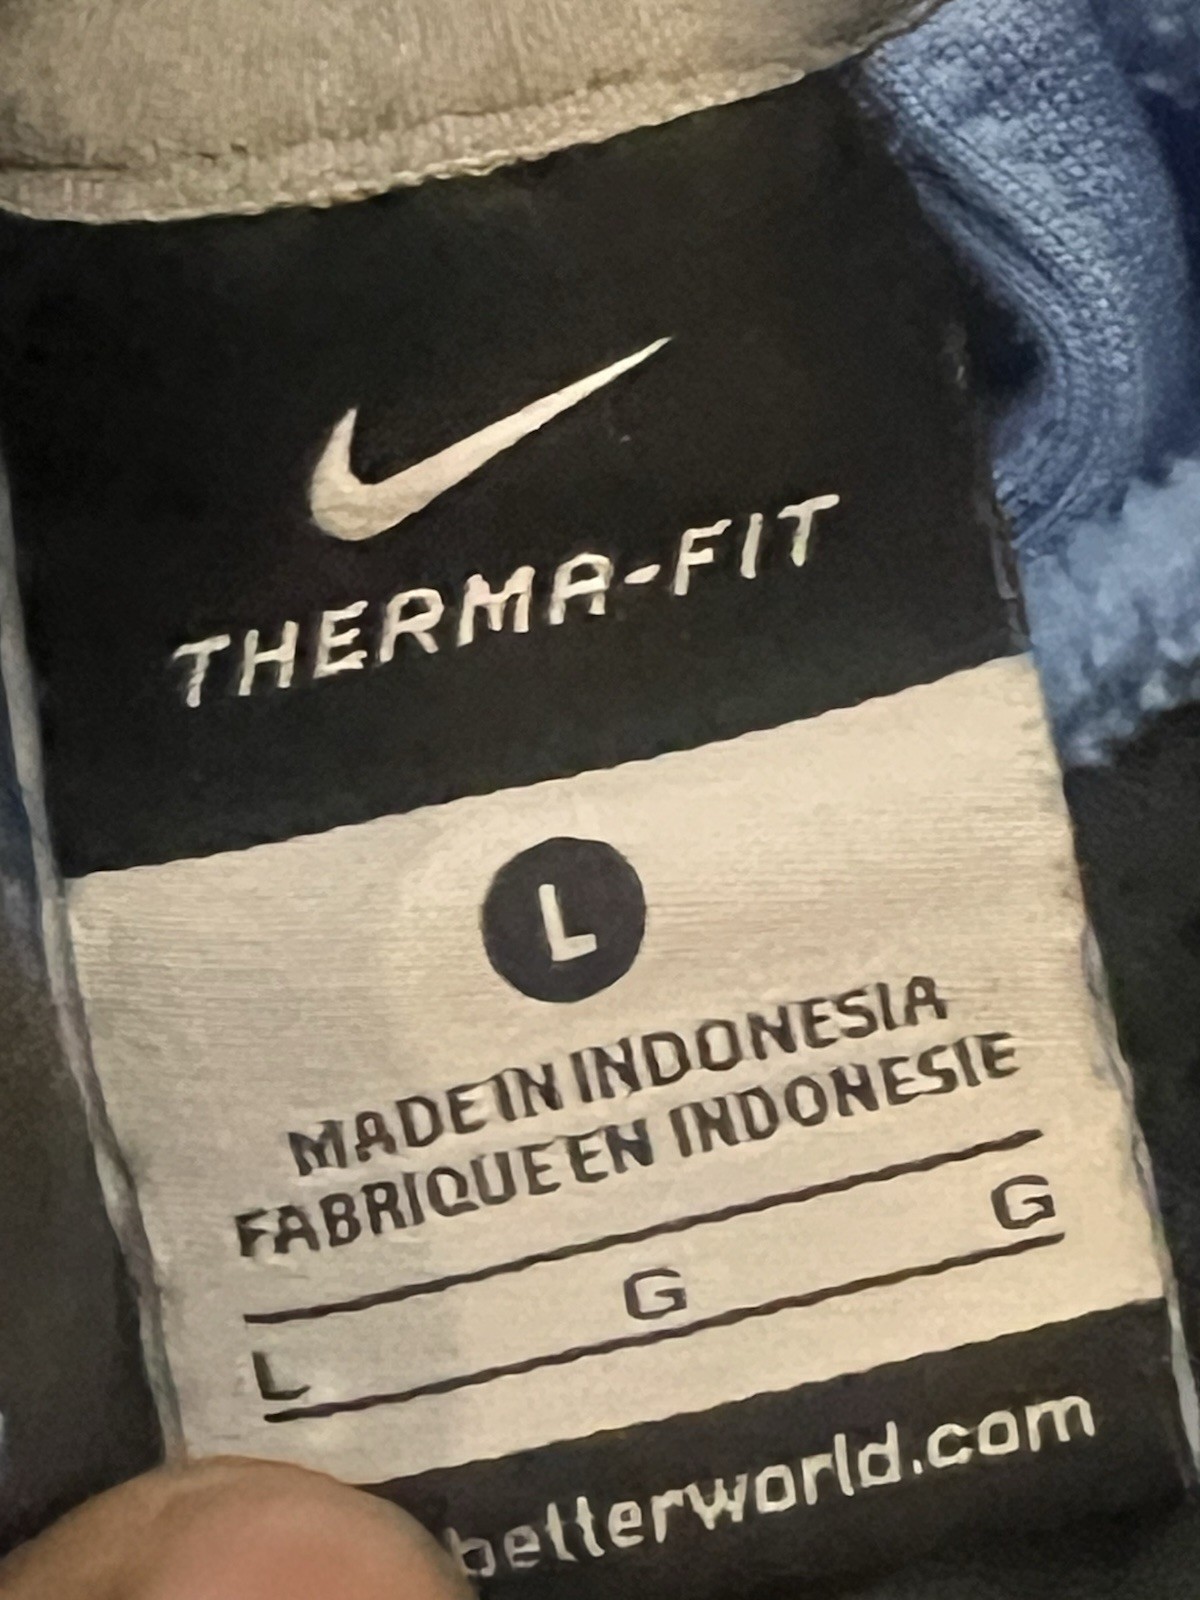 THERMA-FIT
L
MADE IN INDONESIA
FABRIQUE EN INDONESIE
L G G
betterworld.com